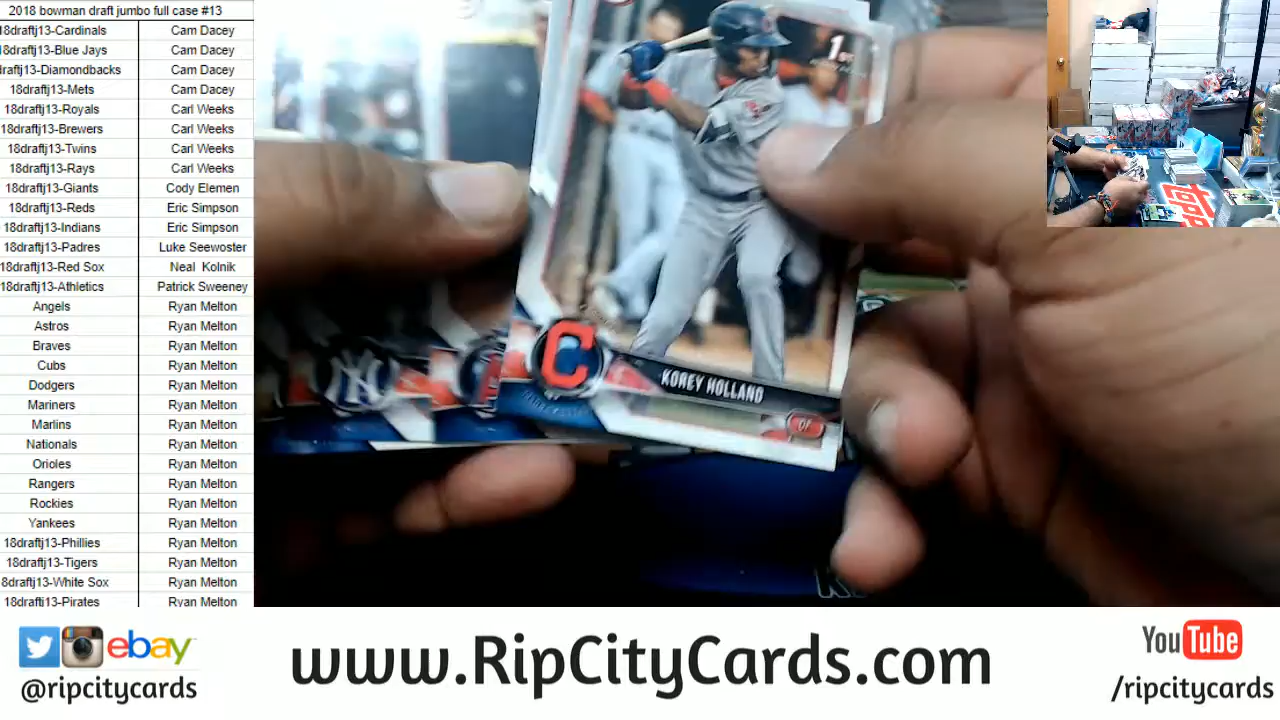 2018 bowman draft jumbo full case #13
18draftj13-Cardinals Cam Dacey
18draftj13-Blue Jays Cam Dacey
draftj13-Diamondbacks Cam Dacey
18draftj13-Mets Cam Dacey
18draftj13-Royals Carl Weeks
18draftj13-Brewers Carl Weeks
18draftj13-Twins Carl Weeks
18draftj13-Rays Carl Weeks
18draftj13-Giants Cody Elemen
18draftj13-Reds Eric Simpson
18draftj13-Indians Eric Simpson
18draftj13-Padres Luke Seewoster
18draftj13-Red Sox Neal Kolnik
18draftj13-Athletics Patrick Sweeney
Angels Ryan Melton
Astros Ryan Melton
Braves Ryan Melton
Cubs Ryan Melton
Dodgers Ryan Melton
Mariners Ryan Melton
Marlins Ryan Melton
Nationals Ryan Melton
Orioles Ryan Melton
Rangers Ryan Melton
Rockies Ryan Melton
Yankees Ryan Melton
18draftj13-Phillies Ryan Melton
18draftj13-Tigers Ryan Melton
8draftj13-White Sox Ryan Melton
18draftj13-Pirates Ryan Melton
C
KOREY HOLLAND
OF
topps
ebay
@ripcitycards
www.RipCityCards.com
YouTube
/ripcitycards